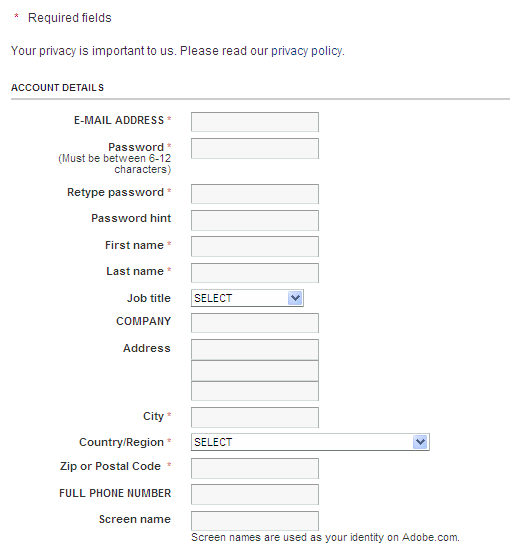 * Required fields
Your privacy is important to us. Please read our privacy policy.
ACCOUNT DETAILS
E-MAIL ADDRESS *
Password *
(Must be between 6-12
characters)
Retype password *
Password hint
First name *
Last name *
Job title SELECT
COMPANY
Address
City *
Country/Region * SELECT
Zip or Postal Code *
FULL PHONE NUMBER
Screen name
Screen names are used as your identity on Adobe.com.